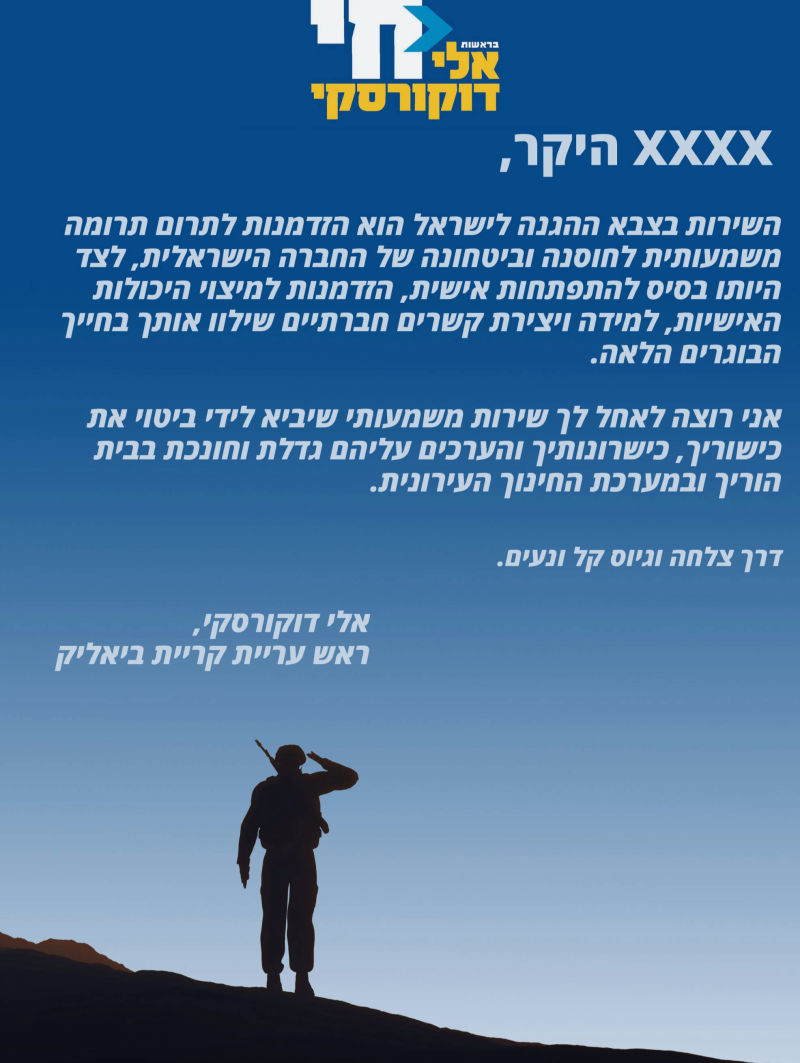 חי
בראשות
אלי
דוקורסקי
XXXX היקר,
השירות בצבא ההגנה לישראל הוא הזדמנות לתרום תרומה
משמעותית לחוסנה וביטחונה של החברה הישראלית, לצד
היותו בסיס להתפתחות אישית, הזדמנות למיצוי היכולות
האישיות, למידה ויצירת קשרים חברתיים שילוו אותך בחייך
הבוגרים הלאה.
אני רוצה לאחל לך שירות משמעותי שיביא לידי ביטוי את
כישוריך, כישרונותיך והערכים עליהם גדלת וחונכת בבית
הוריך ובמערכת החינוך העירונית.
דרך צלחה וגיוס קל ונעים.
אלי דוקורסקי,
ראש עריית קריית ביאליק